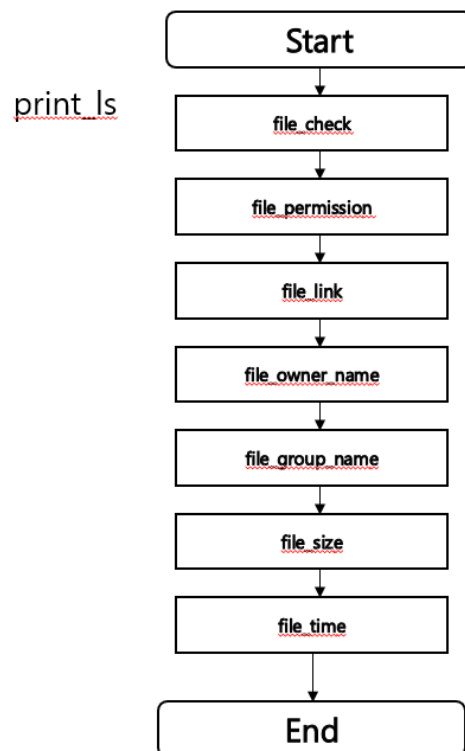 Start
print_ls
file_check
file_permission
file_link
file_owner_name
file_group_name
file_size
file_time
End